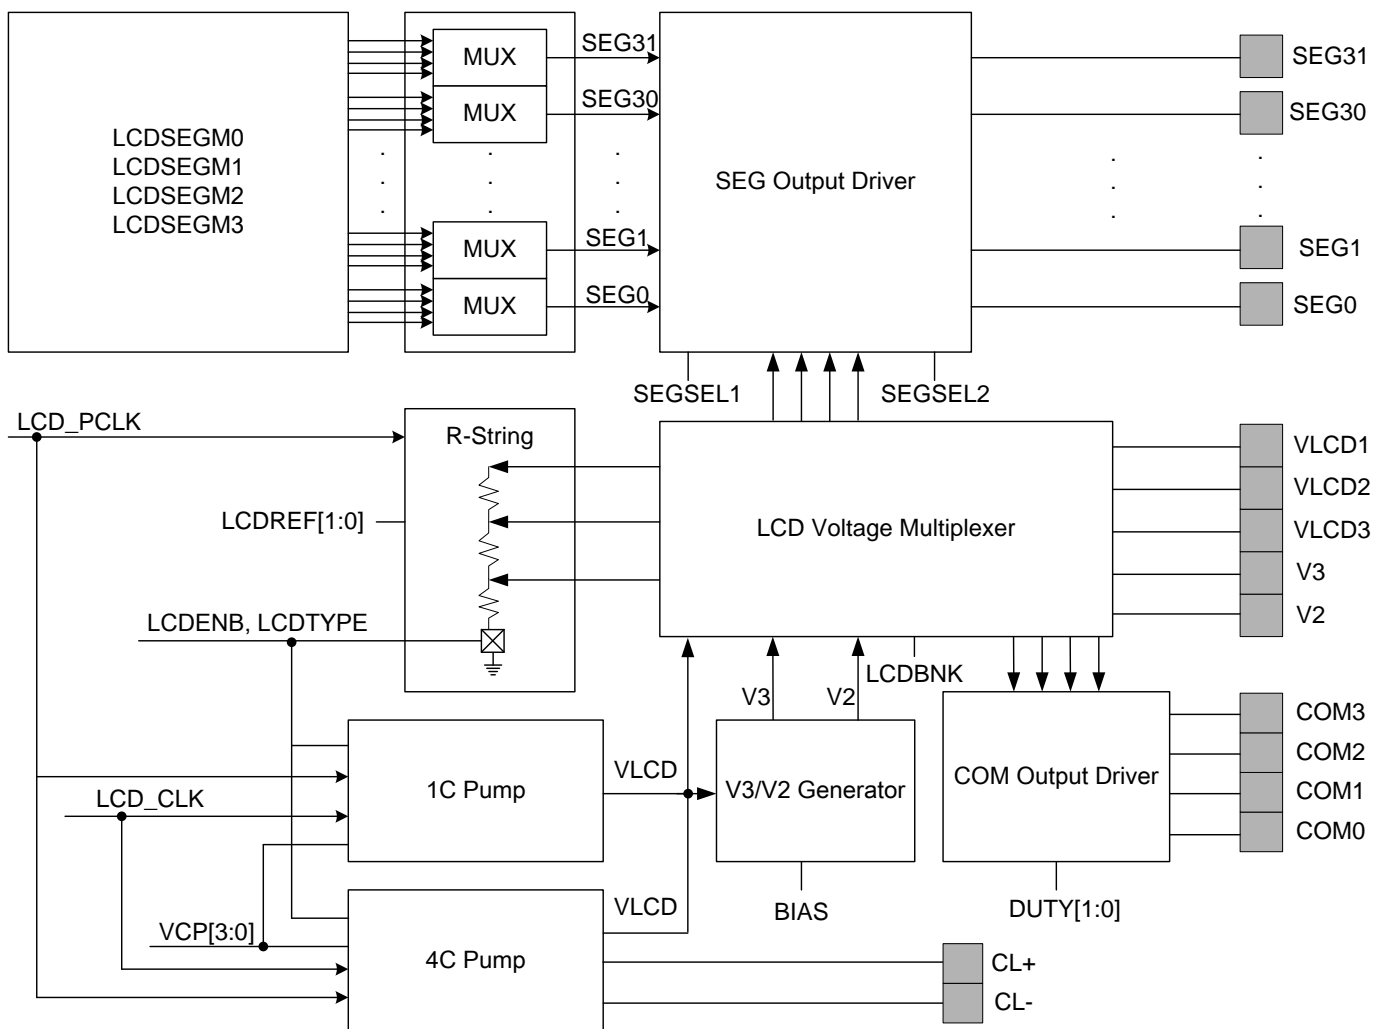 LCDSEGM0
LCDSEGM1
LCDSEGM2
LCDSEGM3
MUX
MUX
MUX
MUX
SEG31
SEG30
SEG1
SEG0
SEG Output Driver
SEG31
SEG30
SEG1
SEG0
SEGSEL1
SEGSEL2
LCD_PCLK
R-String
LCDREF[1:0]
LCDENB, LCDTYPE
LCD Voltage Multiplexer
VLCD1
VLCD2
VLCD3
V3
V2
LCDBNK
V3
V2
1C Pump
VLCD
V3/V2 Generator
COM Output Driver
COM3
COM2
COM1
COM0
LCD_CLK
VCP[3:0]
4C Pump
VLCD
BIAS
DUTY[1:0]
CL+
CL-